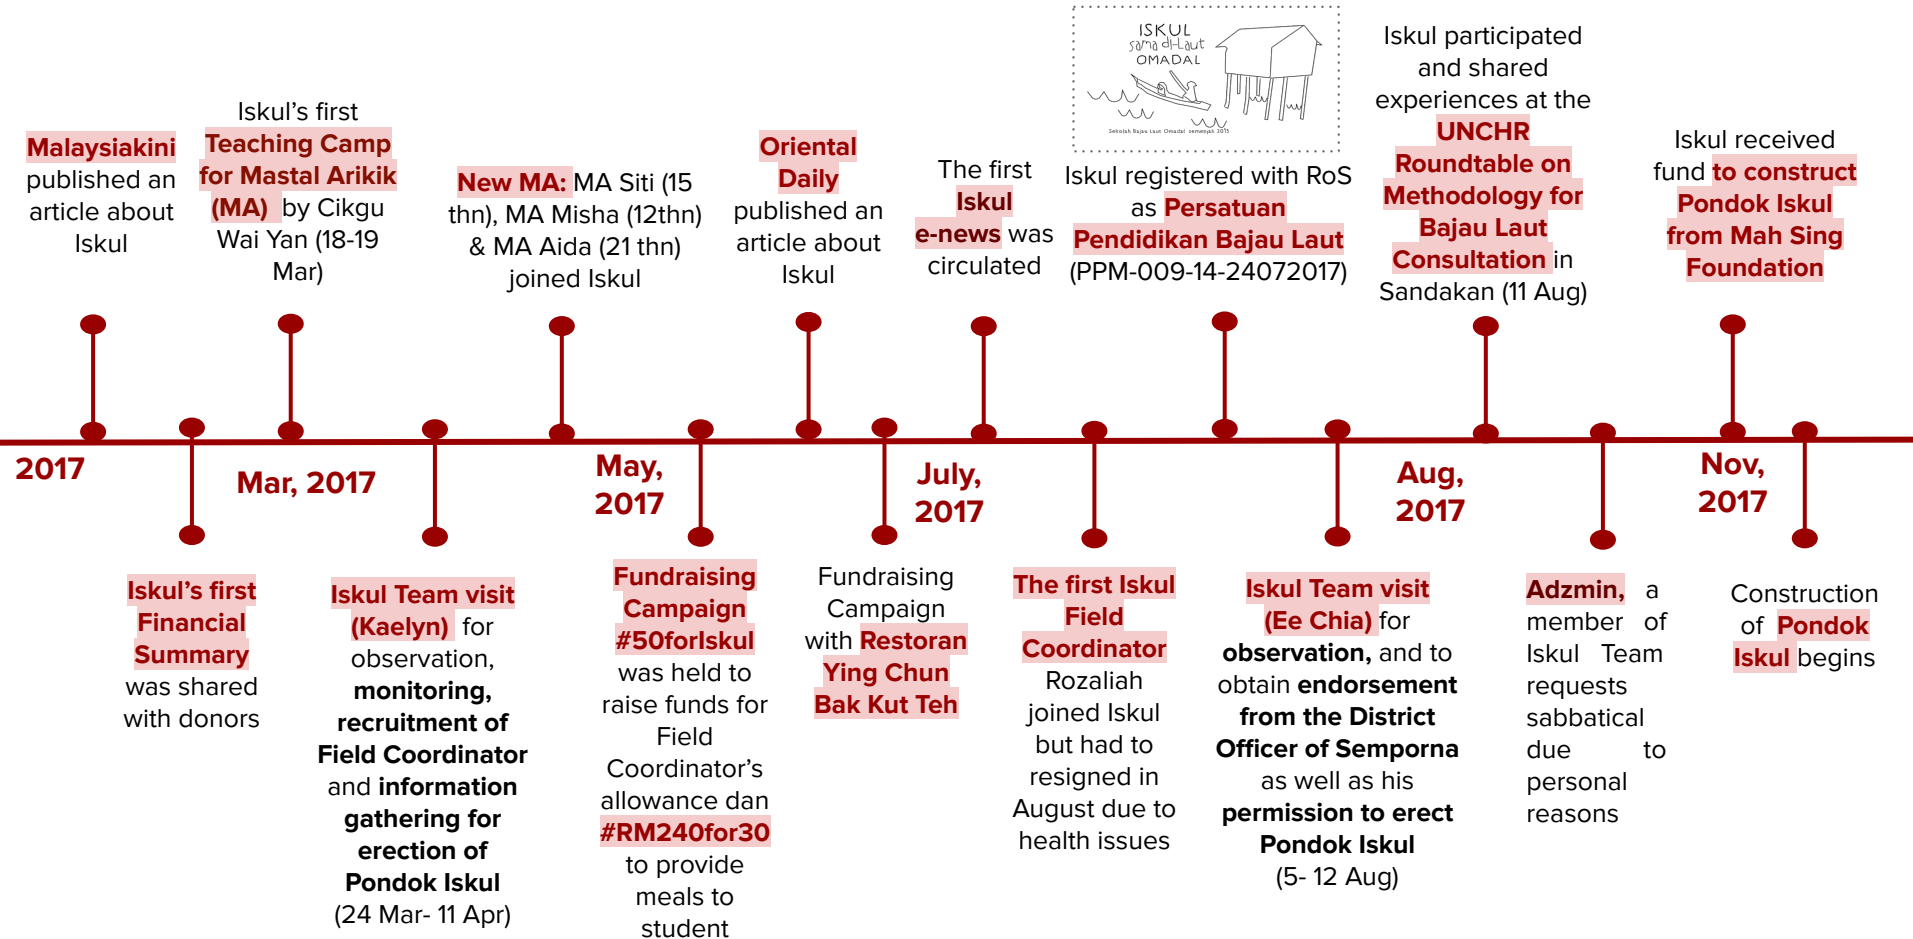 Malaysiakini
published an
article about
Iskul
Iskul’s first
Teaching Camp
for Mastal Arikik
(MA) by Cikgu
Wai Yan (18-19
Mar)
New MA: MA Siti (15
thn), MA Misha (12thn)
& MA Aida (21 thn)
joined Iskul
Oriental
Daily
published an
article about
Iskul
The first
Iskul
e-news was
circulated
ISKUL
sama di-Laut
OMADAL
Sekolah Bajau Laut Omadal semenjak 2015
Iskul registered with RoS
as Persatuan
Pendidikan Bajau Laut
(PPM-009-14-24072017)
Iskul participated
and shared
experiences at the
UNCHR
Roundtable on
Methodology for
Bajau Laut
Consultation in
Sandakan (11 Aug)
Iskul received
fund to construct
Pondok Iskul
from Mah Sing
Foundation
2017
Mar, 2017
May,
2017
July,
2017
Aug,
2017
Nov,
2017
Iskul’s first
Financial
Summary
was shared
with donors
Iskul Team visit
(Kaelyn) for
observation,
monitoring,
recruitment of
Field Coordinator
and information
gathering for
erection of
Pondok Iskul
(24 Mar- 11 Apr)
Fundraising
Campaign
#50forIskul
was held to
raise funds for
Field
Coordinator’s
allowance dan
#RM240for30
to provide
meals to
student
Fundraising
Campaign
with Restoran
Ying Chun
Bak Kut Teh
The first Iskul
Field
Coordinator
Rozaliah
joined Iskul
but had to
resigned in
August due to
health issues
Iskul Team visit
(Ee Chia) for
observation, and to
obtain endorsement
from the District
Officer of Semporna
as well as his
permission to erect
Pondok Iskul
(5- 12 Aug)
Adzmin, a
member of
Iskul Team
requests
sabbatical
due to
personal
reasons
Construction
of Pondok
Iskul begins